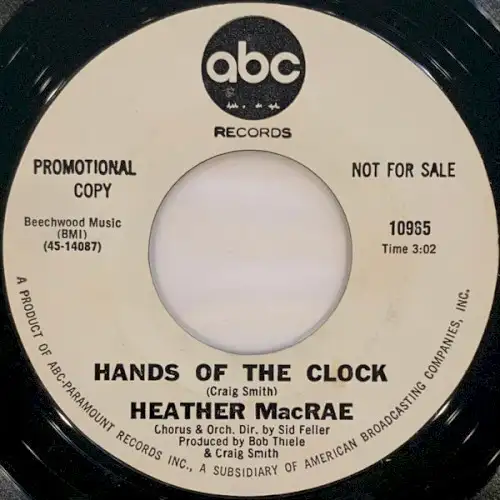 abc
RECORDS
PROMOTIONAL
COPY
NOT FOR SALE
Beechwood Music
(BMI)
(45-14087)
10965
Time 3:02
HANDS OF THE CLOCK
(Craig Smith)
HEATHER MacRAE
Chorus & Orch. Dir. by Sid Feller
Produced by Bob Thiele
& Craig Smith
A PRODUCT OF ABC-PARAMOUNT RECORDS INC., A SUBSIDIARY OF AMERICAN BROADCASTING COMPANIES, INC.